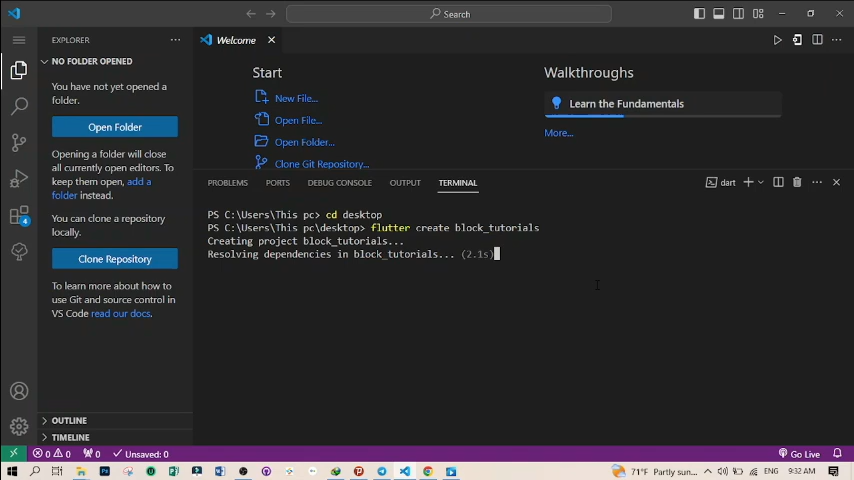 Search
EXPLORER
Welcome
NO FOLDER OPENED
You have not yet opened a
folder.
Open Folder
Opening a folder will close
all currently open editors. To
keep them open, add a
folder instead.
You can clone a repository
locally.
Clone Repository
To learn more about how to
use Git and source control in
VS Code read our docs.
OUTLINE
TIMELINE
4
Start
New File...
Open File...
Open Folder...
Clone Git Repository...
Walkthroughs
Learn the Fundamentals
More...
PROBLEMS PORTS DEBUG CONSOLE OUTPUT TERMINAL
dart
PS C:\Users\This pc> cd desktop
PS C:\Users\This pc\desktop> flutter create block_tutorials
Creating project block_tutorials...
Resolving dependencies in block_tutorials... (2.1s)
0 0 0 Unsaved: 0 Go Live
71°F Partly sun... ENG 9:32 AM